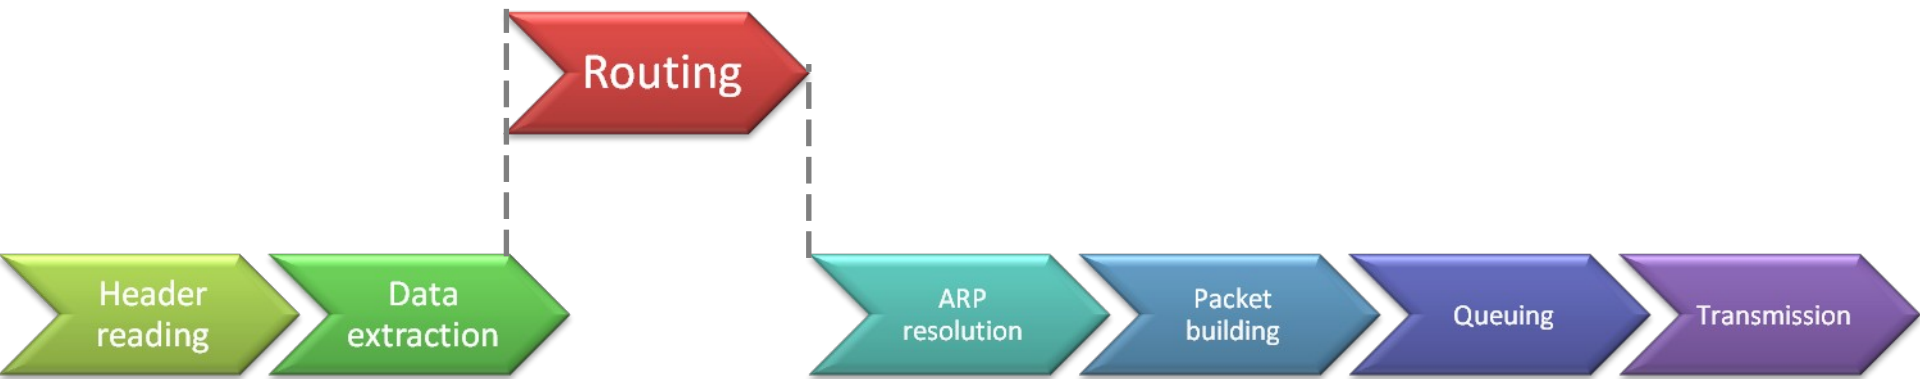 Routing
Header
reading
Data
extraction
ARP
resolution
Packet
building
Queuing
Transmission